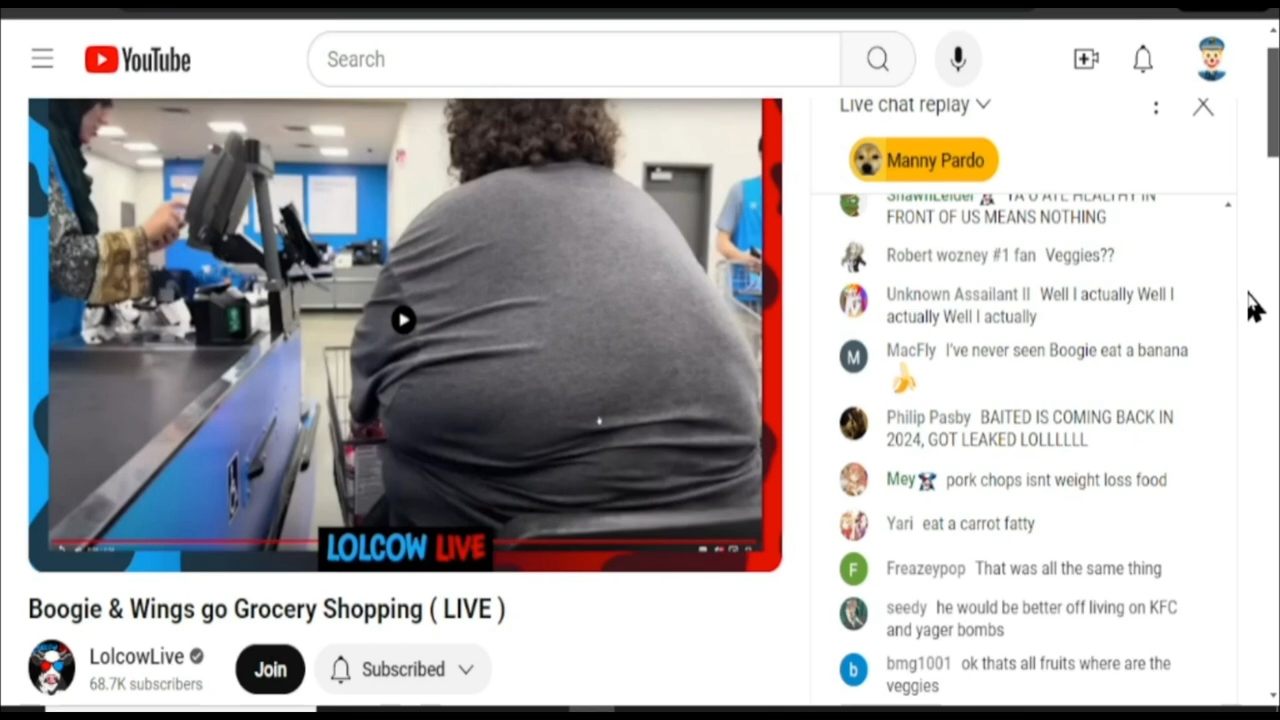 YouTube
Search
Live chat replay
Manny Pardo
ShawnLeider YA U ATE HEALTHY IN
FRONT OF US MEANS NOTHING
Robert wozney #1 fan Veggies??
Unknown Assailant II Well I actually Well I
actually Well I actually
M
MacFly I've never seen Boogie eat a banana
Philip Pasby BAITED IS COMING BACK IN
2024, GOT LEAKED LOLLLLLL
Mey pork chops isnt weight loss food
Yari eat a carrot fatty
F
Freazeypop That was all the same thing
seedy he would be better off living on KFC
and yager bombs
b
bmg1001 ok thats all fruits where are the
veggies
LOLCOW LIVE
Boogie & Wings go Grocery Shopping ( LIVE )
LolcowLive
68.7K subscribers
Join
Subscribed